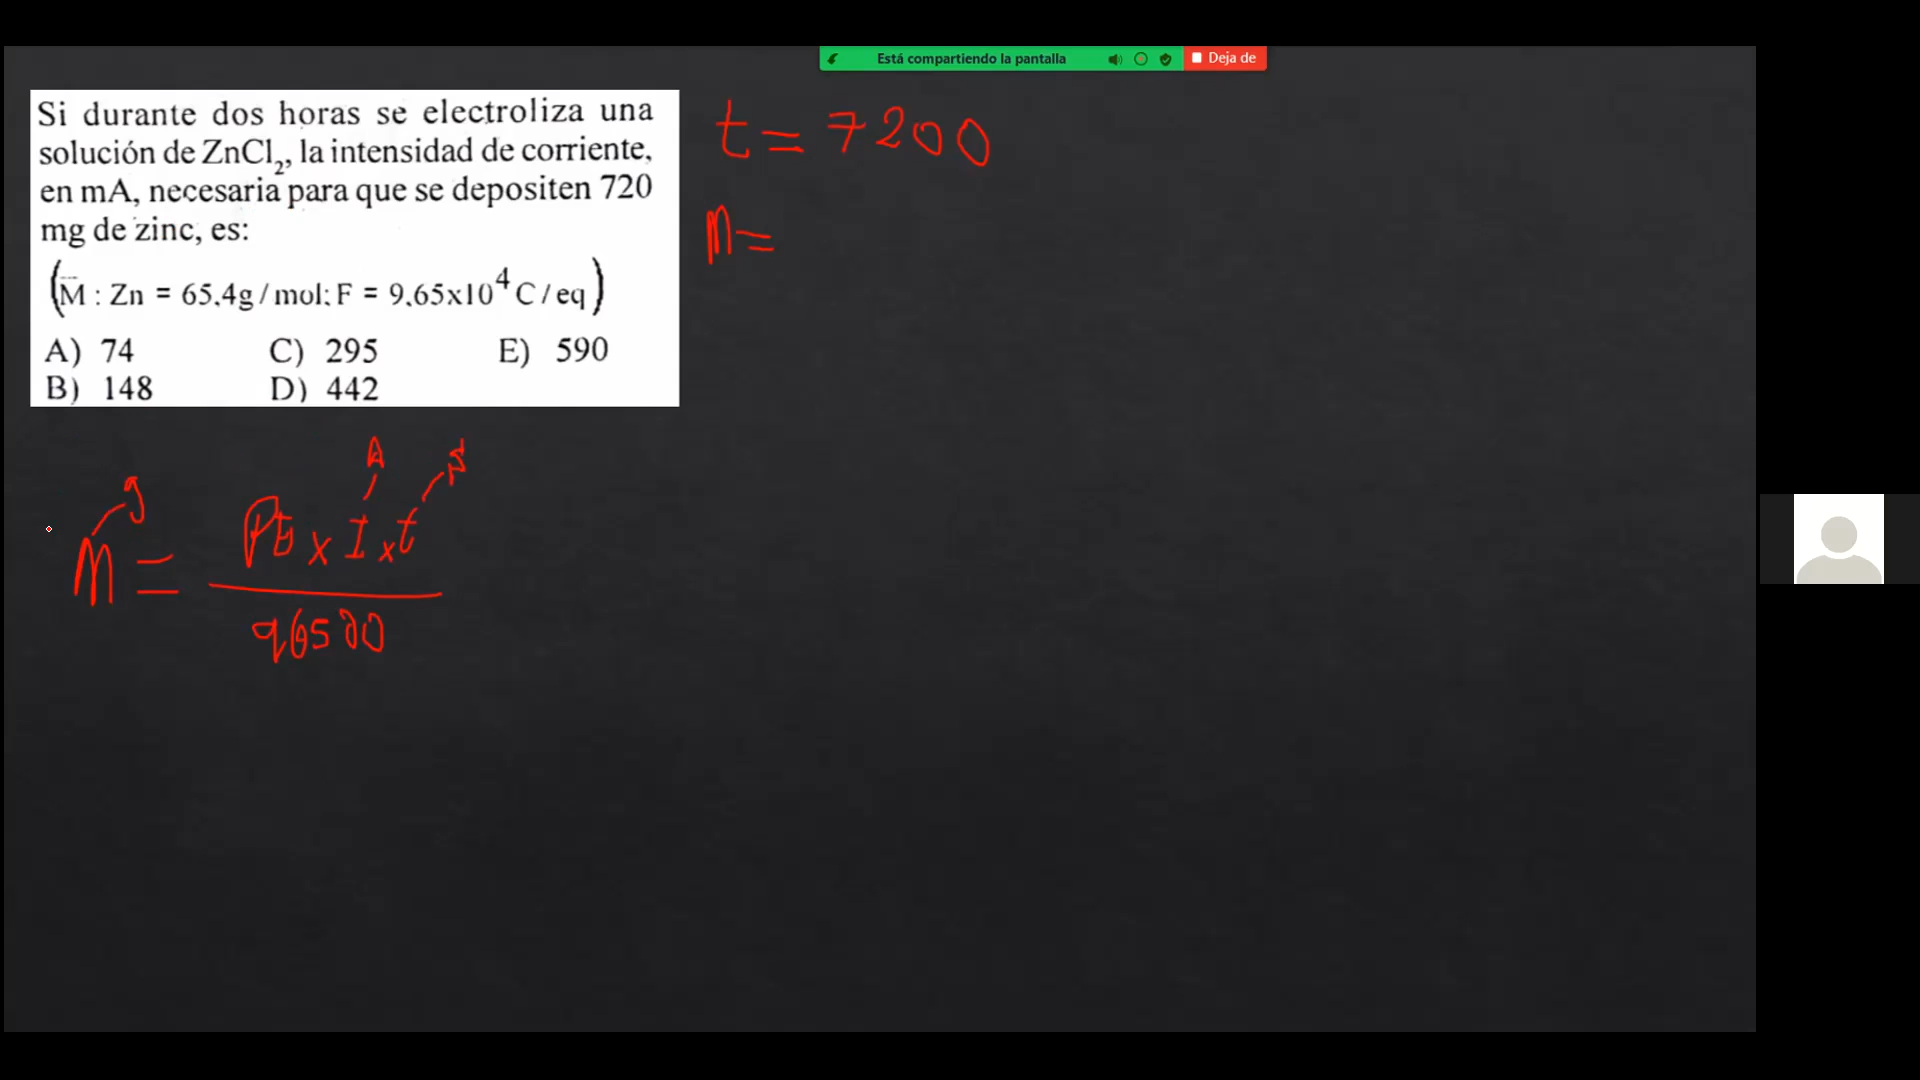 Está compartiendo la pantalla
Deja de
Si durante dos horas se electroliza una
solución de ZnCl₂, la intensidad de corriente,
en mA, necesaria para que se depositen 720
mg de zinc, es:
(M̅ : Zn = 65.4g / mol; F = 9.65x10⁴ C / eq)
A) 74 C) 295 E) 590
B) 148 D) 442
t = 7200
m =
g A s
m = PE x I x t
96500